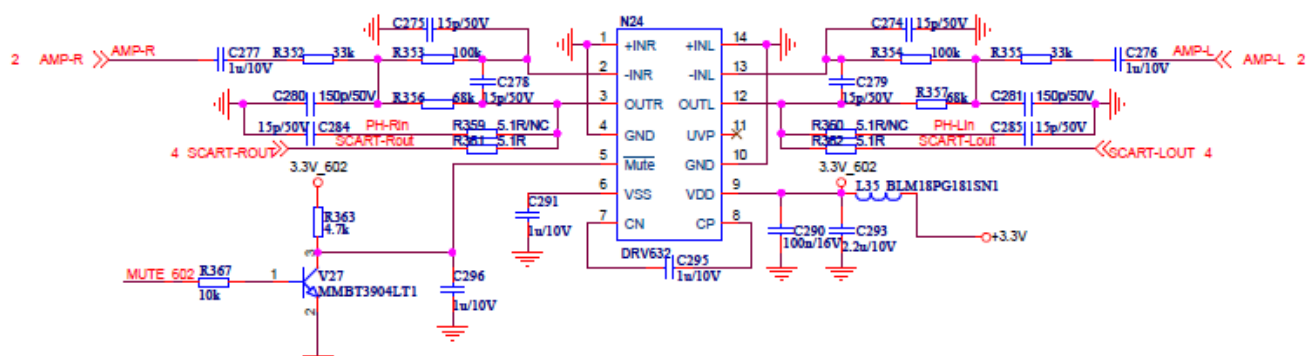 C275 15p/50V N24 C274 15p/50V
2 AMP-R AMP-R C277 R352 33k R353 100k 1 +INR +INL 14 R354 100k R355 33k C276 AMP-L AMP-L 2
1u/10V 2 -INR -INL 13 1u/10V
C278 C279
C280 150p/50V R356 68k 15p/50V 3 OUTR OUTL 12 15p/50V R357 68k C281 150p/50V
15p/50V C284 PH-Rin R359 5.1R/NC 4 GND UVP 11 R360 5.1R/NC PH-Lin C285 15p/50V
4 SCART-ROUT SCART-Rout R361 5.1R 5 Mute GND 10 R362 5.1R SCART-Lout SCART-LOUT 4
3.3V_602 6 VSS VDD 9 3.3V_602 L35 BLM18PG181SN1
R363 C291 7 CN CP 8 C290 C293 +3.3V
4.7k 1u/10V 100n/16V 2.2u/10V
DRV632 C295
1u/10V
3
MUTE_602 R367 1 V27 C296
10k MMBT3904LT1 1u/10V
2